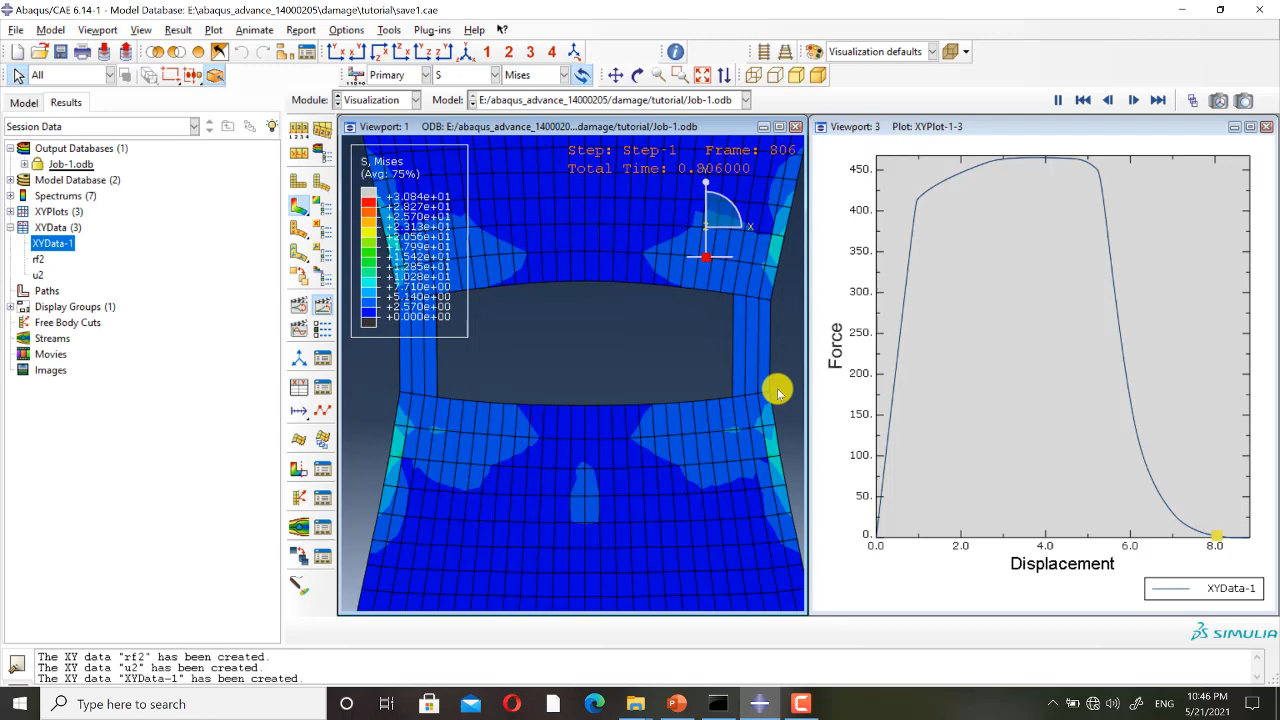 Abaqus/CAE 6.14-1 - Model Database: E:\abaqus_advance_14000205\damage\tutorial\save1.cae
File Model Viewport View Result Plot Animate Report Options Tools Plug-ins Help
1 2 3 4 Visualization defaults
All Primary S Mises
Model Results Module: Visualization Model: E:/abaqus_advance_14000205/damage/tutorial/Job-1.odb
Session Data
Output Databases (1)
Job-1.odb
Model Database (2)
Spectrums (7)
XYPlots (3)
XYData (3)
XYData-1
rf2
u2
Paths
Display Groups (1)
Free Body Cuts
Streams
Movies
Images
Viewport: 1 ODB: E:/abaqus_advance_1400020...damage/tutorial/Job-1.odb
S, Mises
(Avg: 75%)
+3.084e+01
+2.827e+01
+2.570e+01
+2.313e+01
+2.056e+01
+1.799e+01
+1.542e+01
+1.285e+01
+1.028e+01
+7.710e+00
+5.140e+00
+2.570e+00
+0.000e+00
Step: Step-1 Frame: 806
Total Time: 0.806000
Z X
Viewport: 3 Plot: XYPlot-1-3
450.
400.
350.
300.
250.
200.
150.
100.
50.
0.
Force
0.0 2.0 4.0 6.0 8.0
Displacement
XYData-1
SIMULIA
The XY data "rf2" has been created.
The XY data "u2" has been created.
The XY data "XYData-1" has been created.
Type here to search
ENG
10:46 PM
5/21/2021